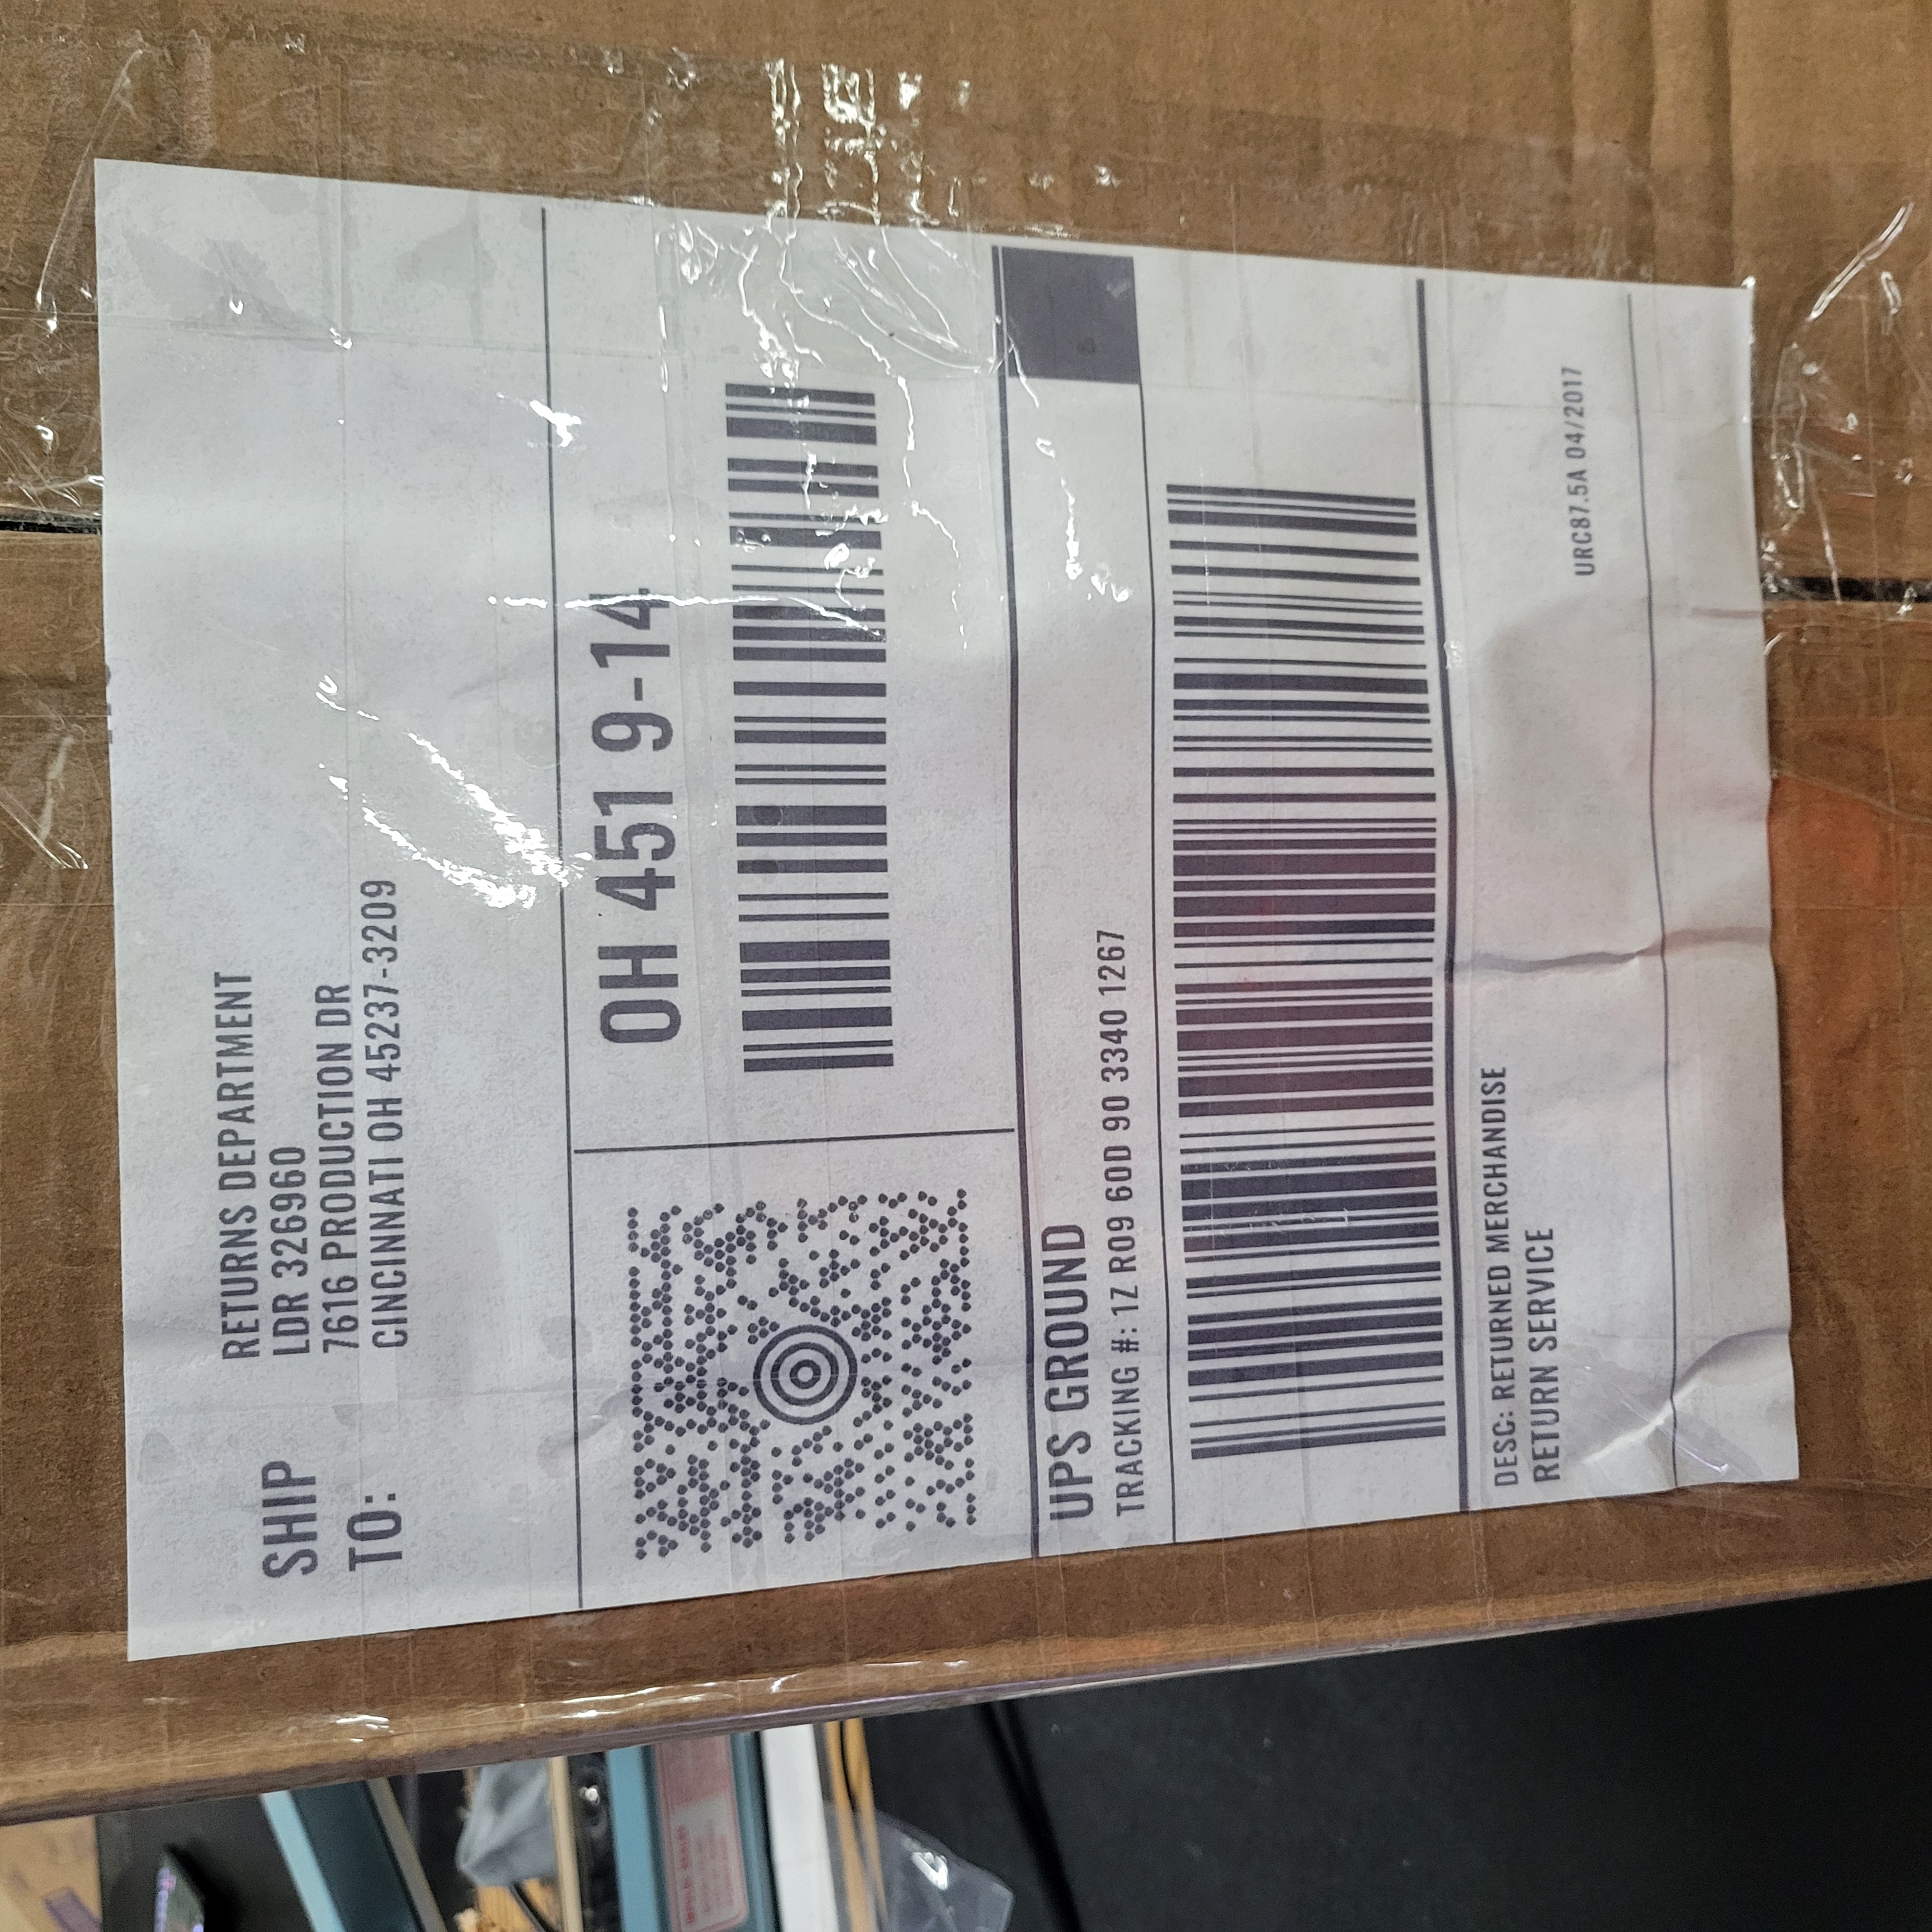 SHIP
TO:
RETURNS DEPARTMENT
LDR 326960
7616 PRODUCTION DR
CINCINNATI OH 45237-3209
OH 451 9-14
UPS GROUND
TRACKING #: 1Z R09 60D 90 3340 1267
DESC: RETURNED MERCHANDISE
RETURN SERVICE
URC87.5A 04/2017